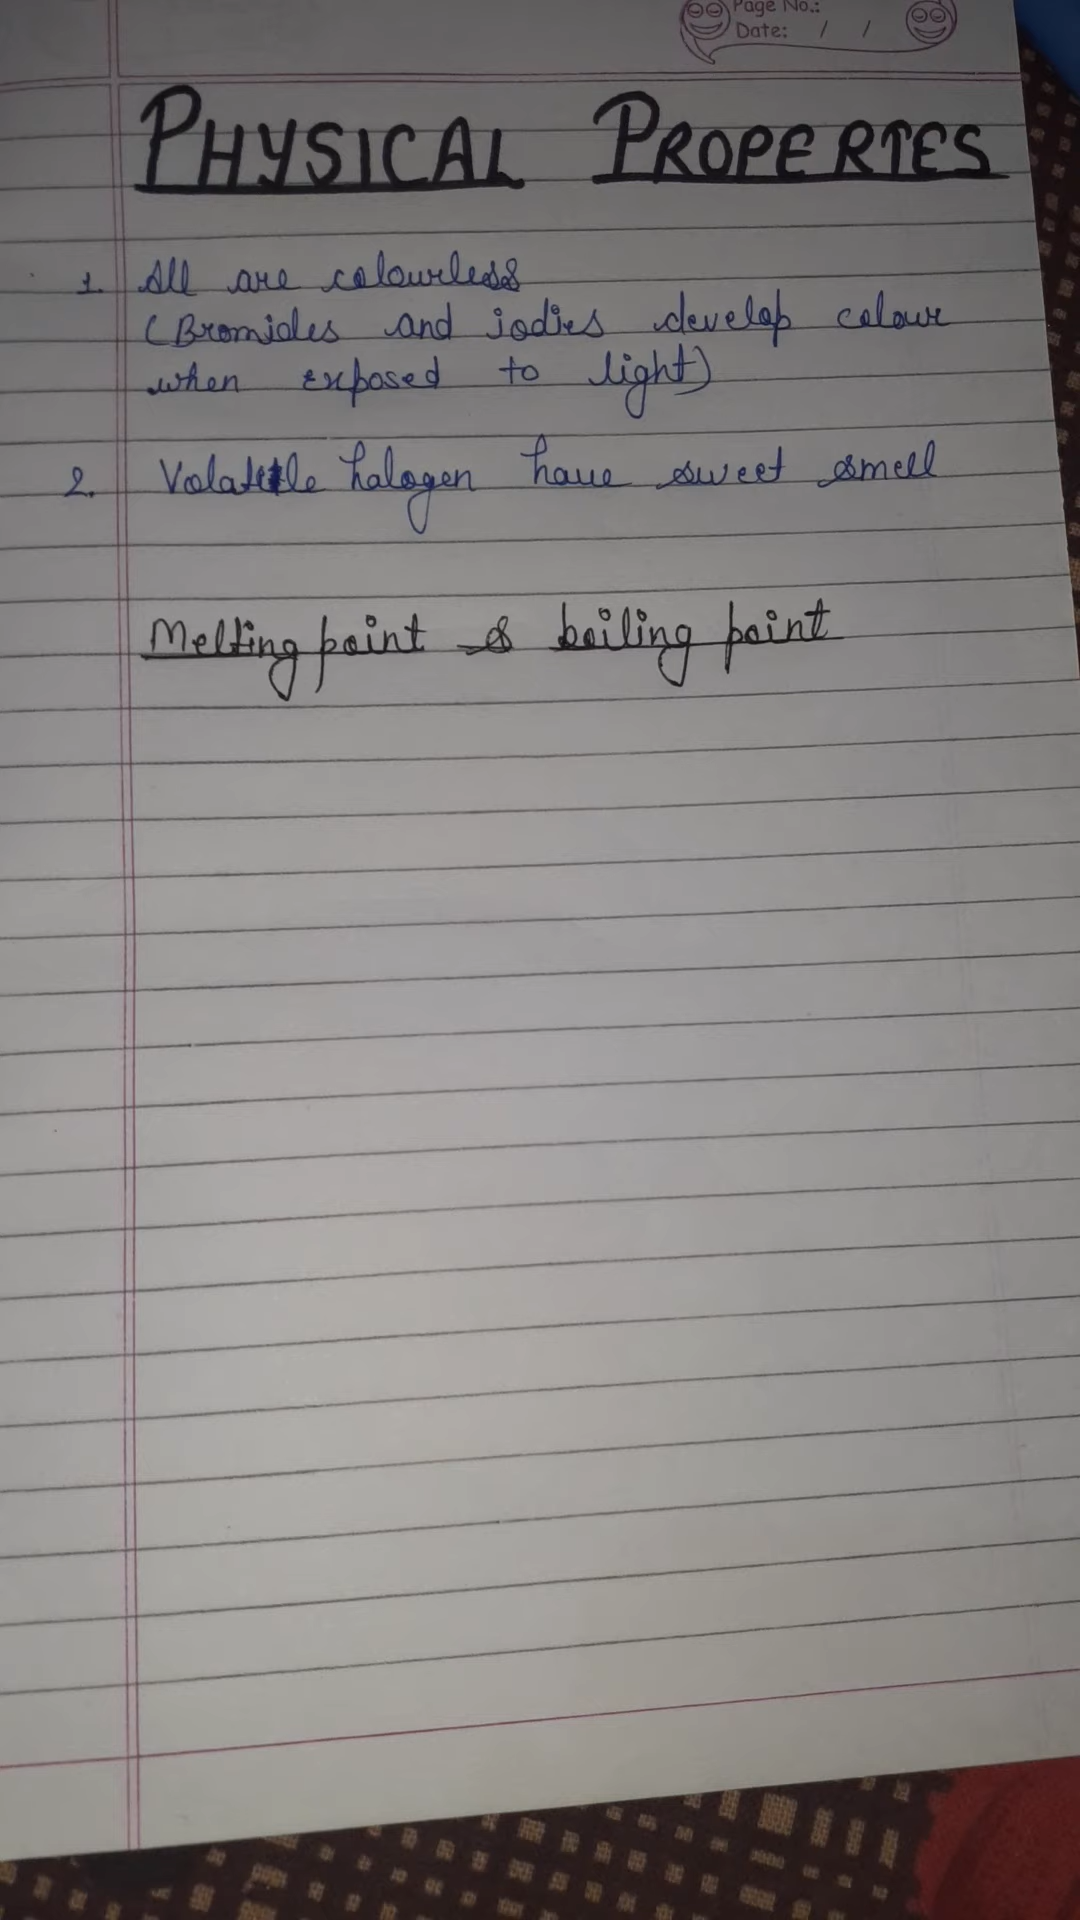 Page No.:
Date: / /
PHYSICAL PROPERTES
1. All are colourless
(Bromides and iodies develop colour
when exposed to light)
2. Volatile halogen have sweet smell
Melting point & boiling point